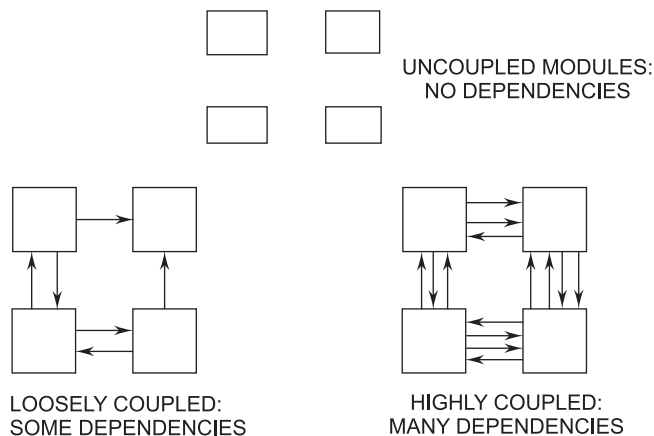 UNCOUPLED MODULES:
NO DEPENDENCIES
LOOSELY COUPLED:
SOME DEPENDENCIES
HIGHLY COUPLED:
MANY DEPENDENCIES